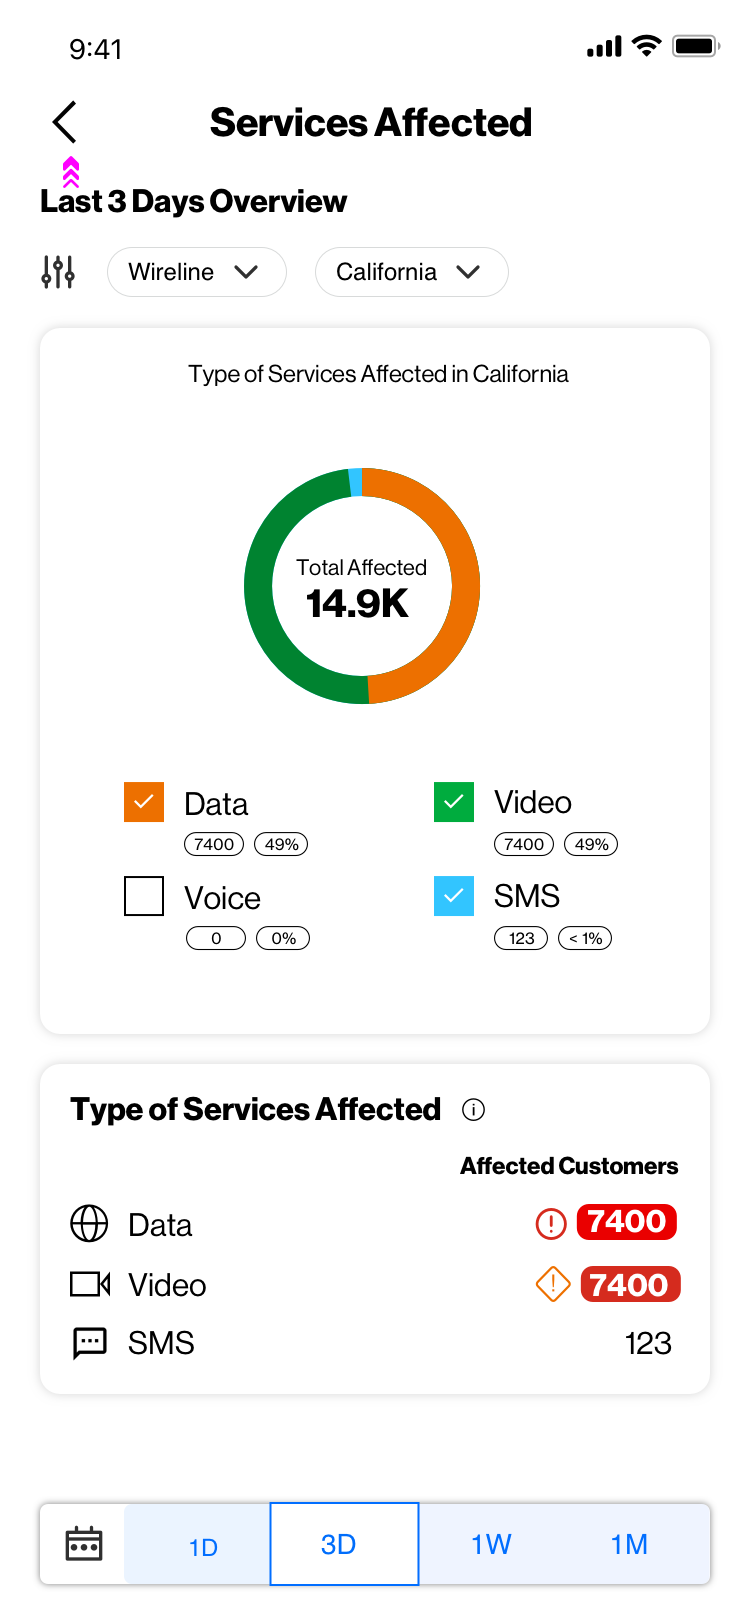 9:41
Services Affected
Last 3 Days Overview
Wireline California
Type of Services Affected in California
Total Affected
14.9K
Data Video
7400 49% 7400 49%
Voice SMS
0 0% 123 < 1%
Type of Services Affected
Affected Customers
Data 7400
Video 7400
SMS 123
1D 3D 1W 1M